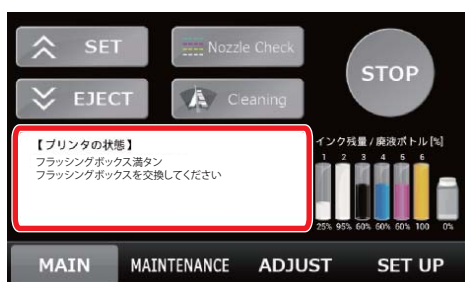 SET
Nozzle Check
STOP
EJECT
Cleaning
【プリンタの状態】
フラッシングボックス満タン
フラッシングボックスを交換してください
インク残量 / 廃液ボトル [%]
1 2 3 4 5 6
25% 95% 60% 60% 60% 100 0%
MAIN MAINTENANCE ADJUST SET UP